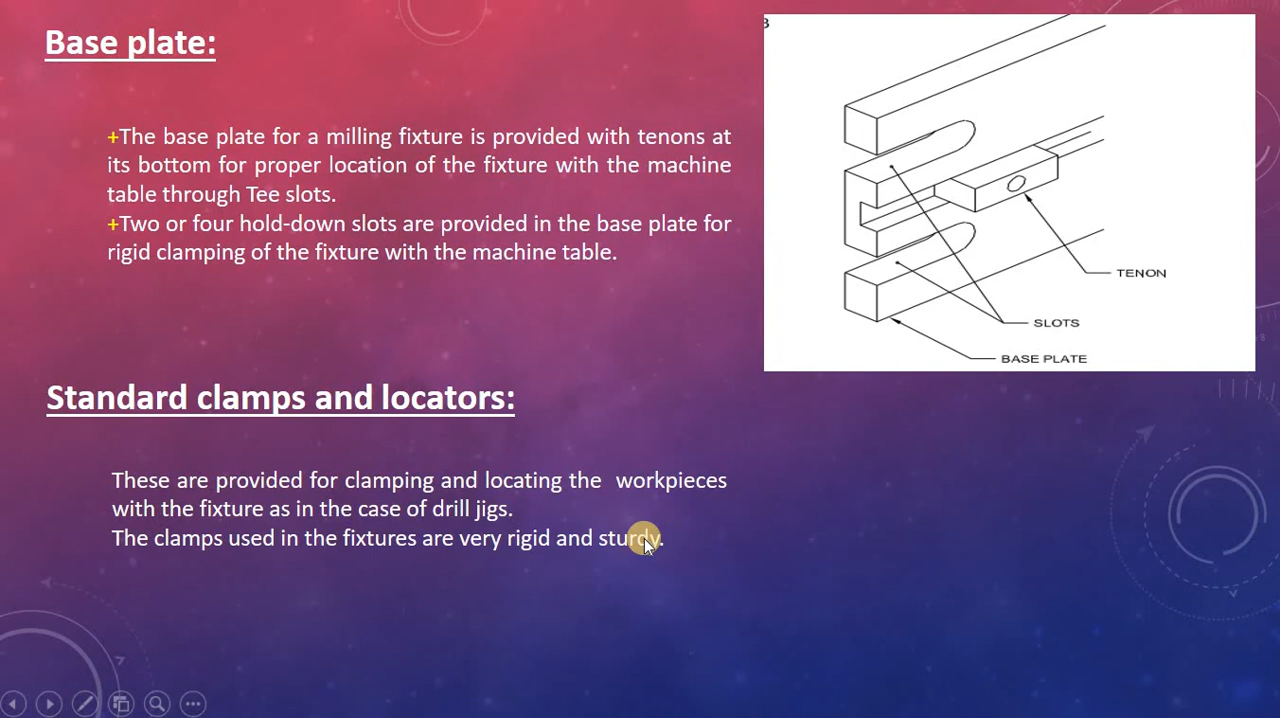 Base plate:
+The base plate for a milling fixture is provided with tenons at
its bottom for proper location of the fixture with the machine
table through Tee slots.
+Two or four hold-down slots are provided in the base plate for
rigid clamping of the fixture with the machine table.
TENON
SLOTS
BASE PLATE
Standard clamps and locators:
These are provided for clamping and locating the workpieces
with the fixture as in the case of drill jigs.
The clamps used in the fixtures are very rigid and sturdy.